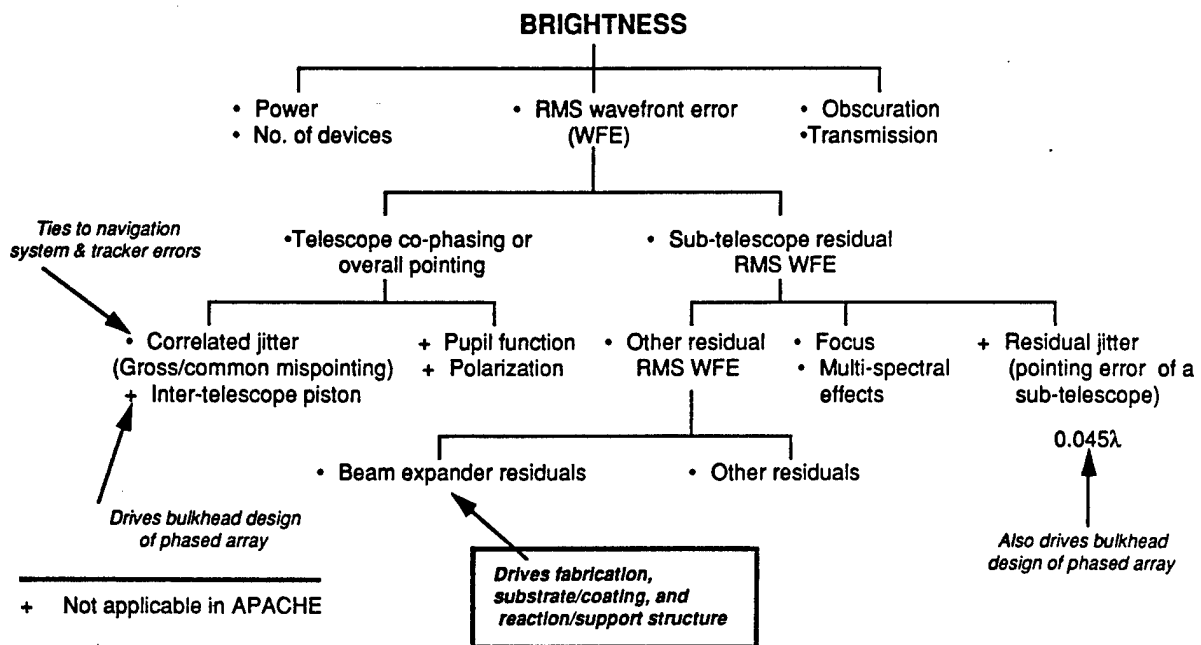 BRIGHTNESS
• Power
• No. of devices
• RMS wavefront error
(WFE)
• Obscuration
•Transmission
Ties to navigation
system & tracker errors
•Telescope co-phasing or
overall pointing
• Sub-telescope residual
RMS WFE
• Correlated jitter
(Gross/common mispointing)
+ Inter-telescope piston
+ Pupil function
+ Polarization
• Other residual
RMS WFE
• Focus
• Multi-spectral
effects
+ Residual jitter
(pointing error of a
sub-telescope)
0.045λ
• Beam expander residuals
• Other residuals
Drives bulkhead design
of phased array
Also drives bulkhead
design of phased array
Drives fabrication,
substrate/coating, and
reaction/support structure
+ Not applicable in APACHE